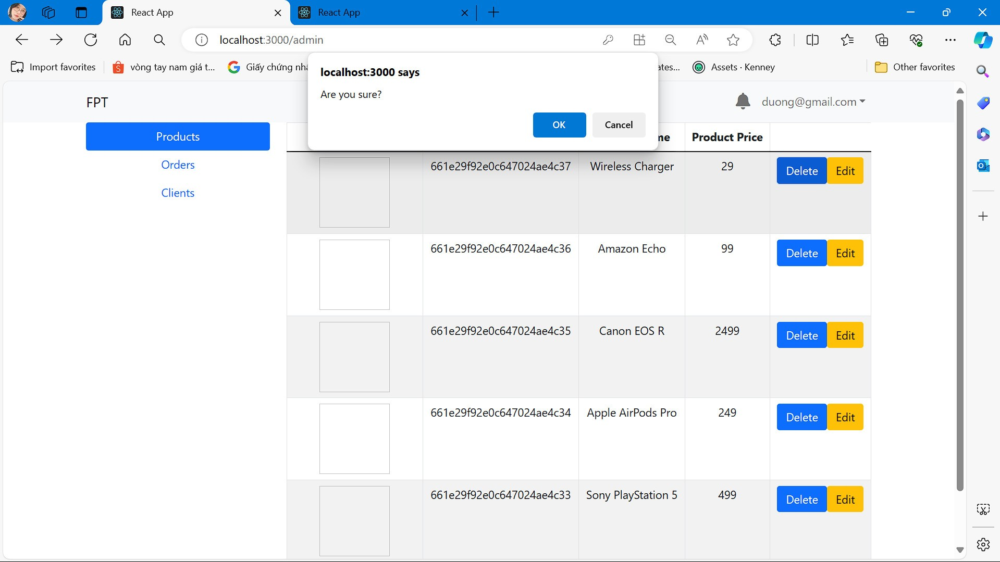 React App
React App
localhost:3000/admin
Import favorites
vòng tay nam giá t...
Giấy chứng nhậ
ates...
Assets · Kenney
Other favorites
localhost:3000 says
Are you sure?
OK
Cancel
FPT
duong@gmail.com
Products
Orders
Clients
me
Product Price
661e29f92e0c647024ae4c37
Wireless Charger
29
Delete
Edit
661e29f92e0c647024ae4c36
Amazon Echo
99
Delete
Edit
661e29f92e0c647024ae4c35
Canon EOS R
2499
Delete
Edit
661e29f92e0c647024ae4c34
Apple AirPods Pro
249
Delete
Edit
661e29f92e0c647024ae4c33
Sony PlayStation 5
499
Delete
Edit